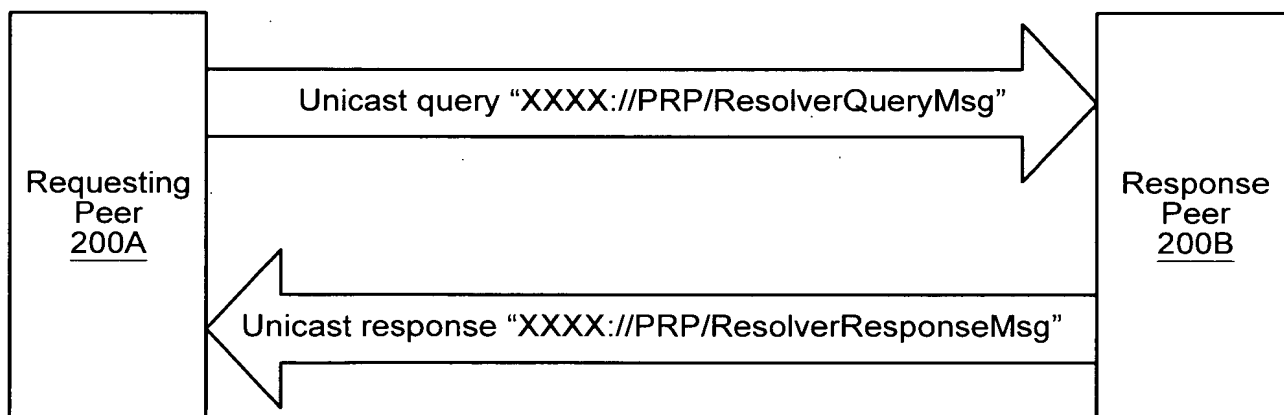 Unicast query “XXXX://PRP/ResolverQueryMsg”
Requesting
Peer
200A
Response
Peer
200B
Unicast response “XXXX://PRP/ResolverResponseMsg”